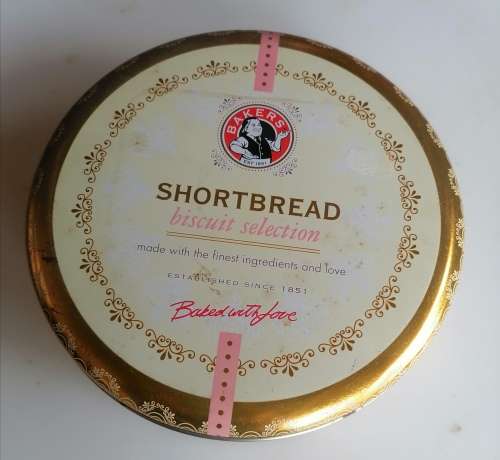 BAKERS
EST 1851
SHORTBREAD
biscuit selection
made with the finest ingredients and love
ESTABLISHED SINCE 1851
Baked with love